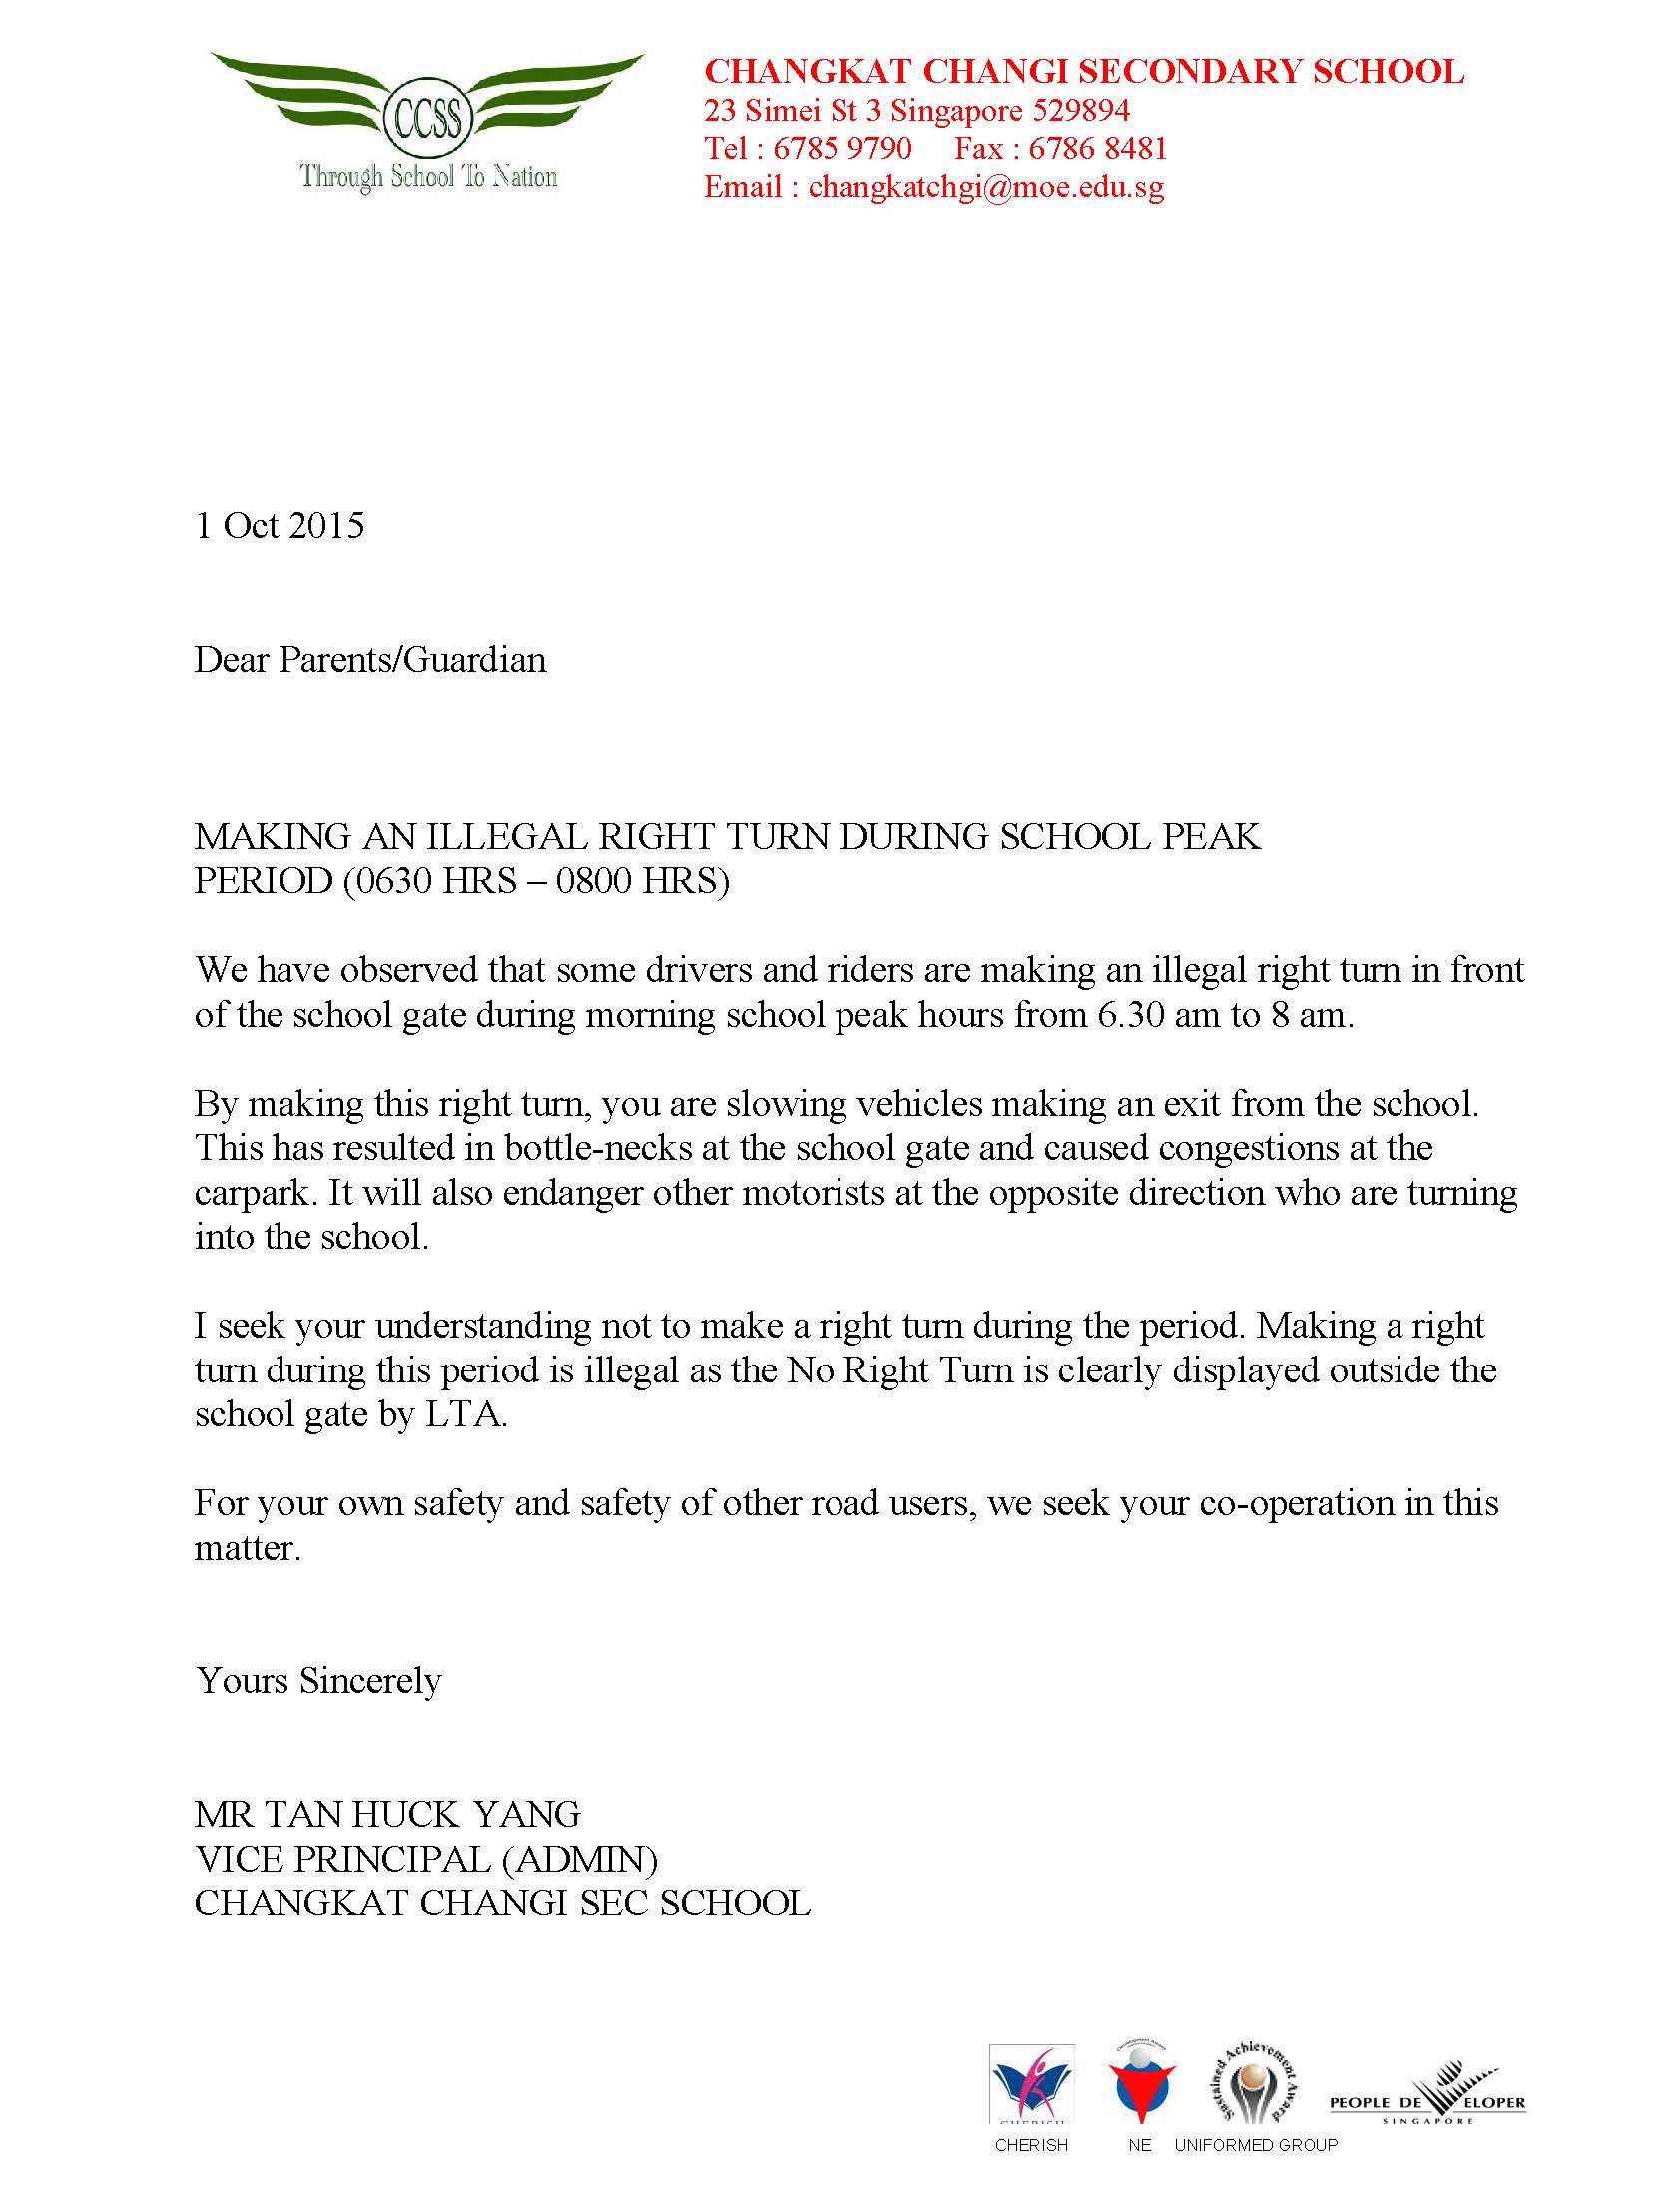 CCSS
Through School To Nation
CHANGKAT CHANGI SECONDARY SCHOOL
23 Simei St 3 Singapore 529894
Tel : 6785 9790 Fax : 6786 8481
Email : changkatchgi@moe.edu.sg
1 Oct 2015
Dear Parents/Guardian
MAKING AN ILLEGAL RIGHT TURN DURING SCHOOL PEAK
PERIOD (0630 HRS – 0800 HRS)
We have observed that some drivers and riders are making an illegal right turn in front
of the school gate during morning school peak hours from 6.30 am to 8 am.
By making this right turn, you are slowing vehicles making an exit from the school.
This has resulted in bottle-necks at the school gate and caused congestions at the
carpark. It will also endanger other motorists at the opposite direction who are turning
into the school.
I seek your understanding not to make a right turn during the period. Making a right
turn during this period is illegal as the No Right Turn is clearly displayed outside the
school gate by LTA.
For your own safety and safety of other road users, we seek your co-operation in this
matter.
Yours Sincerely
MR TAN HUCK YANG
VICE PRINCIPAL (ADMIN)
CHANGKAT CHANGI SEC SCHOOL
Sustained Achievement Award
PEOPLE DEVELOPER
SINGAPORE
CHERISH NE UNIFORMED GROUP